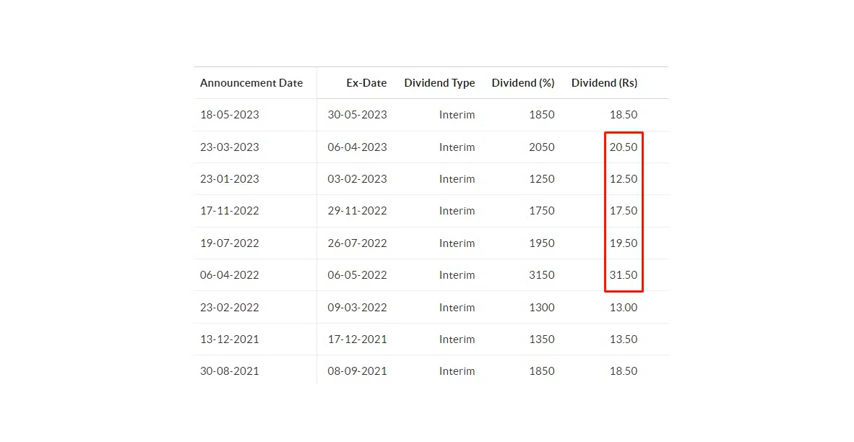 Announcement Date Ex-Date Dividend Type Dividend (%) Dividend (Rs)
18-05-2023 30-05-2023 Interim 1850 18.50
23-03-2023 06-04-2023 Interim 2050 20.50
23-01-2023 03-02-2023 Interim 1250 12.50
17-11-2022 29-11-2022 Interim 1750 17.50
19-07-2022 26-07-2022 Interim 1950 19.50
06-04-2022 06-05-2022 Interim 3150 31.50
23-02-2022 09-03-2022 Interim 1300 13.00
13-12-2021 17-12-2021 Interim 1350 13.50
30-08-2021 08-09-2021 Interim 1850 18.50